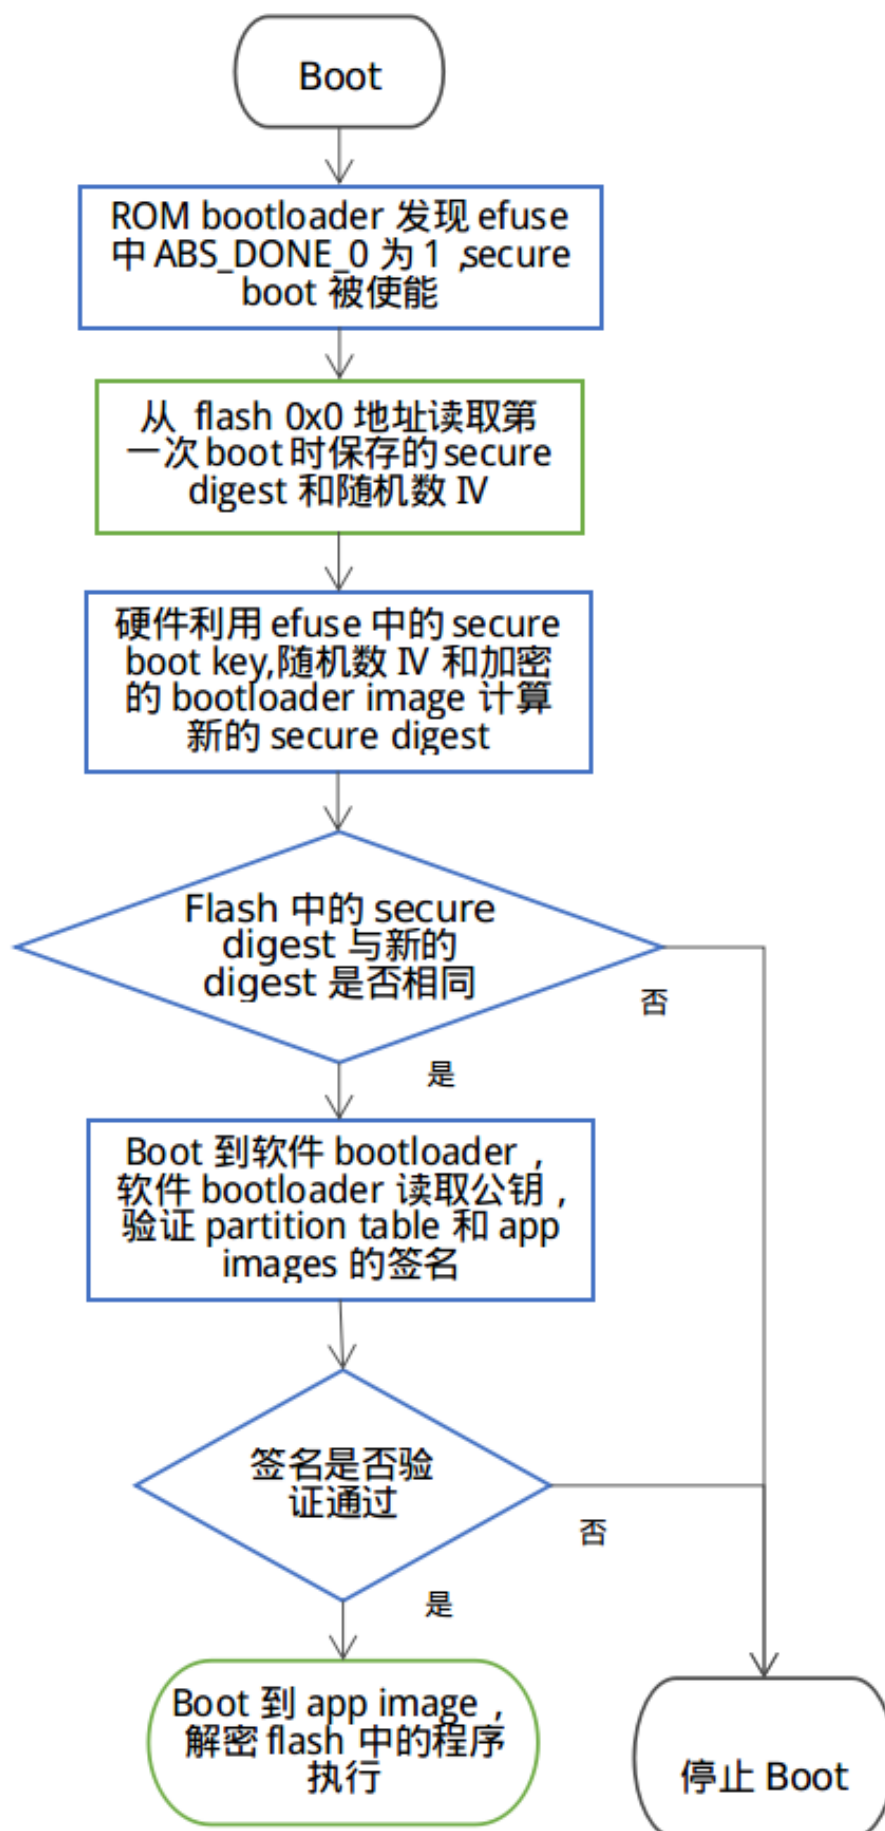 Boot
ROM bootloader 发现 efuse
中 ABS_DONE_0 为 1 ,secure
boot 被使能
从 flash 0x0 地址读取第
一次 boot 时保存的 secure
digest 和随机数 IV
硬件利用 efuse 中的 secure
boot key,随机数 IV 和加密
的 bootloader image 计算
新的 secure digest
Flash 中的 secure
digest 与新的
digest 是否相同
否
是
Boot 到软件 bootloader ,
软件 bootloader 读取公钥 ,
验证 partition table 和 app
images 的签名
签名是否验
证通过
否
是
Boot 到 app image ,
解密 flash 中的程序
执行
停止 Boot